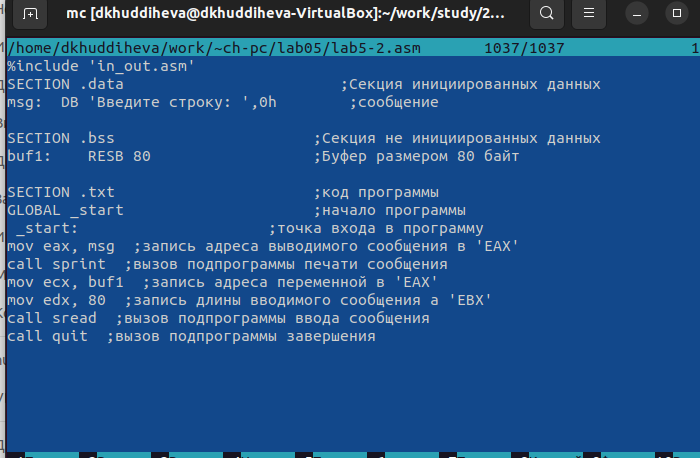 mc [dkhuddiheva@dkhuddiheva-VirtualBox]:~/work/study/2...
/home/dkhuddiheva/work/~ch-pc/lab05/lab5-2.asm 1037/1037 1
%include 'in_out.asm'
SECTION .data ;Секция инициированных данных
msg: DB 'Введите строку: ',0h ;сообщение
SECTION .bss ;Секция не инициированных данных
buf1: RESB 80 ;Буфер размером 80 байт
SECTION .txt ;код программы
GLOBAL _start ;начало программы
_start: ;точка входа в программу
mov eax, msg ;запись адреса выводимого сообщения в 'EAX'
call sprint ;вызов подпрограммы печати сообщения
mov ecx, buf1 ;запись адреса переменной в 'EAX'
mov edx, 80 ;запись длины вводимого сообщения а 'EBX'
call sread ;вызов подпрограммы ввода сообщения
call quit ;вызов подпрограммы завершения